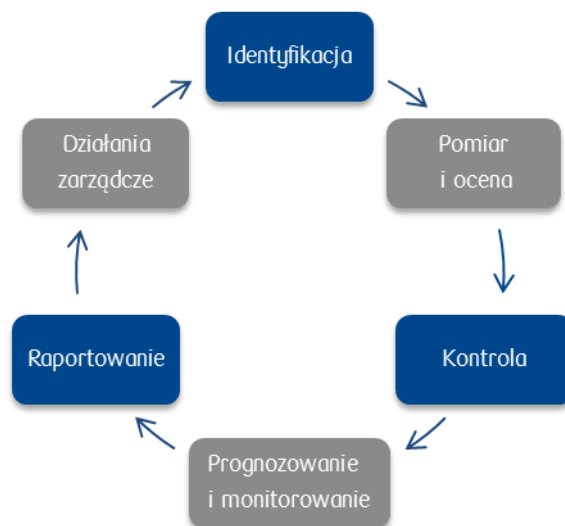 Identyfikacja
Pomiar
i ocena
Kontrola
Prognozowanie
i monitorowanie
Raportowanie
Działania
zarządcze